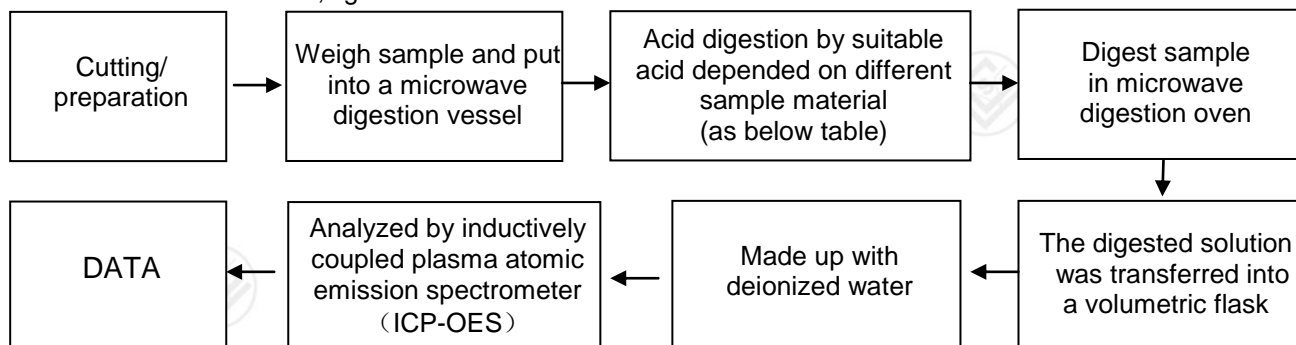 Cutting/
preparation
Weigh sample and put
into a microwave
digestion vessel
Acid digestion by suitable
acid depended on different
sample material
(as below table)
Digest sample
in microwave
digestion oven
The digested solution
was transferred into
a volumetric flask
Made up with
deionized water
Analyzed by inductively
coupled plasma atomic
emission spectrometer
（ICP-OES）
DATA